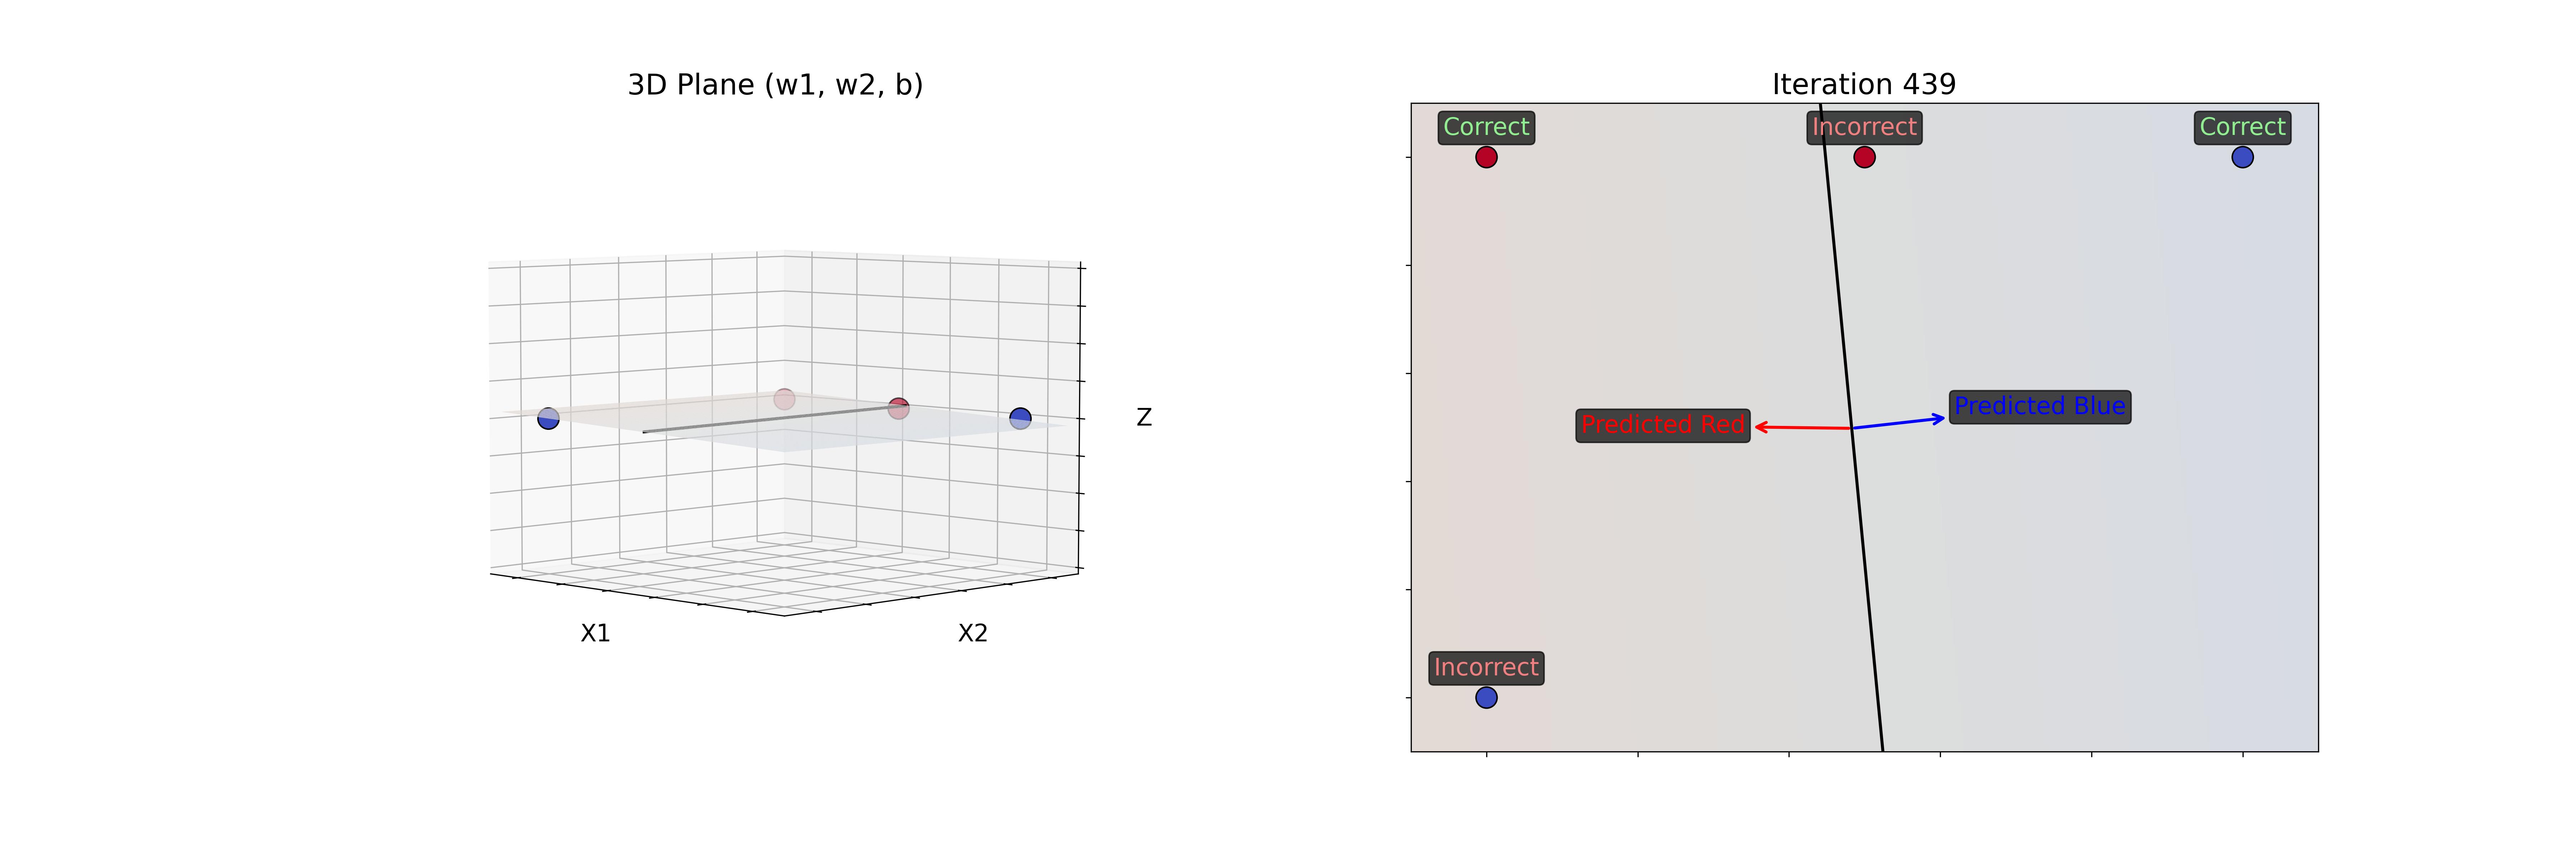 3D Plane (w1, w2, b)
Z
X1
X2
Iteration 439
Correct
Incorrect
Correct
Predicted Red
Predicted Blue
Incorrect